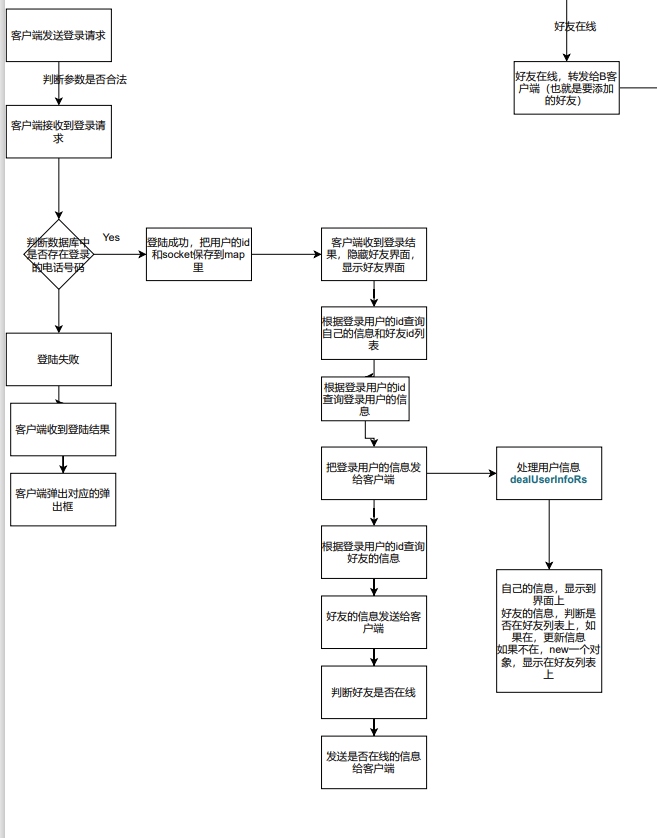 客户端发送登录请求
判断参数是否合法
客户端接收到登录请
求
判断数据库中
是否存在登录
的电话号码
Yes
登陆成功，把用户的id
和socket保存到map
里
客户端收到登录结
果，隐藏好友界面，
显示好友界面
登陆失败
客户端收到登陆结果
客户端弹出对应的弹
出框
根据登录用户的id查询
自己的信息和好友id列
表
根据登录用户的id
查询登录用户的信
息
把登录用户的信息发
给客户端
根据登录用户的id查询
好友的信息
好友的信息发送给客
户端
判断好友是否在线
发送是否在线的信息
给客户端
处理用户信息
dealUserInfoRs
自己的信息，显示到
界面上
好友的信息，判断是
否在好友列表上，如
果在，更新信息
如果不在，new一个对
象，显示在好友列表
上
好友在线
好友在线，转发给B客
户端（也就是要添加
的好友）